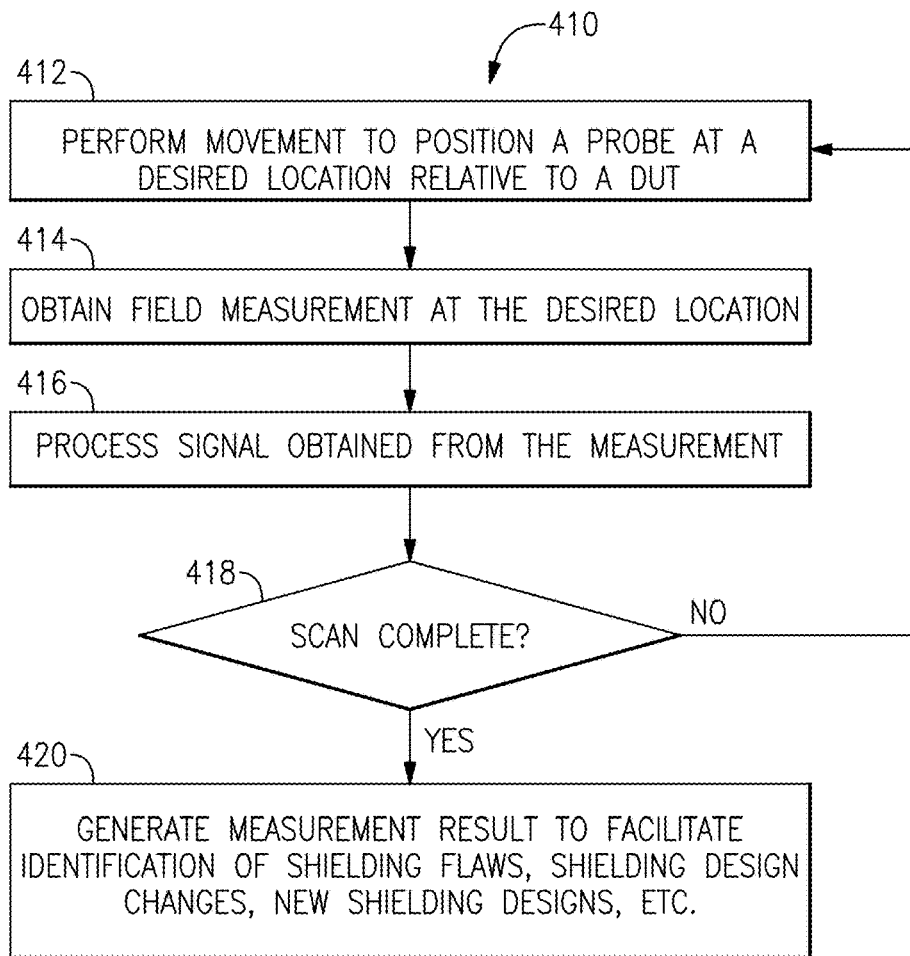 410
412
PERFORM MOVEMENT TO POSITION A PROBE AT A
DESIRED LOCATION RELATIVE TO A DUT
414
OBTAIN FIELD MEASUREMENT AT THE DESIRED LOCATION
416
PROCESS SIGNAL OBTAINED FROM THE MEASUREMENT
418
SCAN COMPLETE?
NO
YES
420
GENERATE MEASUREMENT RESULT TO FACILITATE
IDENTIFICATION OF SHIELDING FLAWS, SHIELDING DESIGN
CHANGES, NEW SHIELDING DESIGNS, ETC.